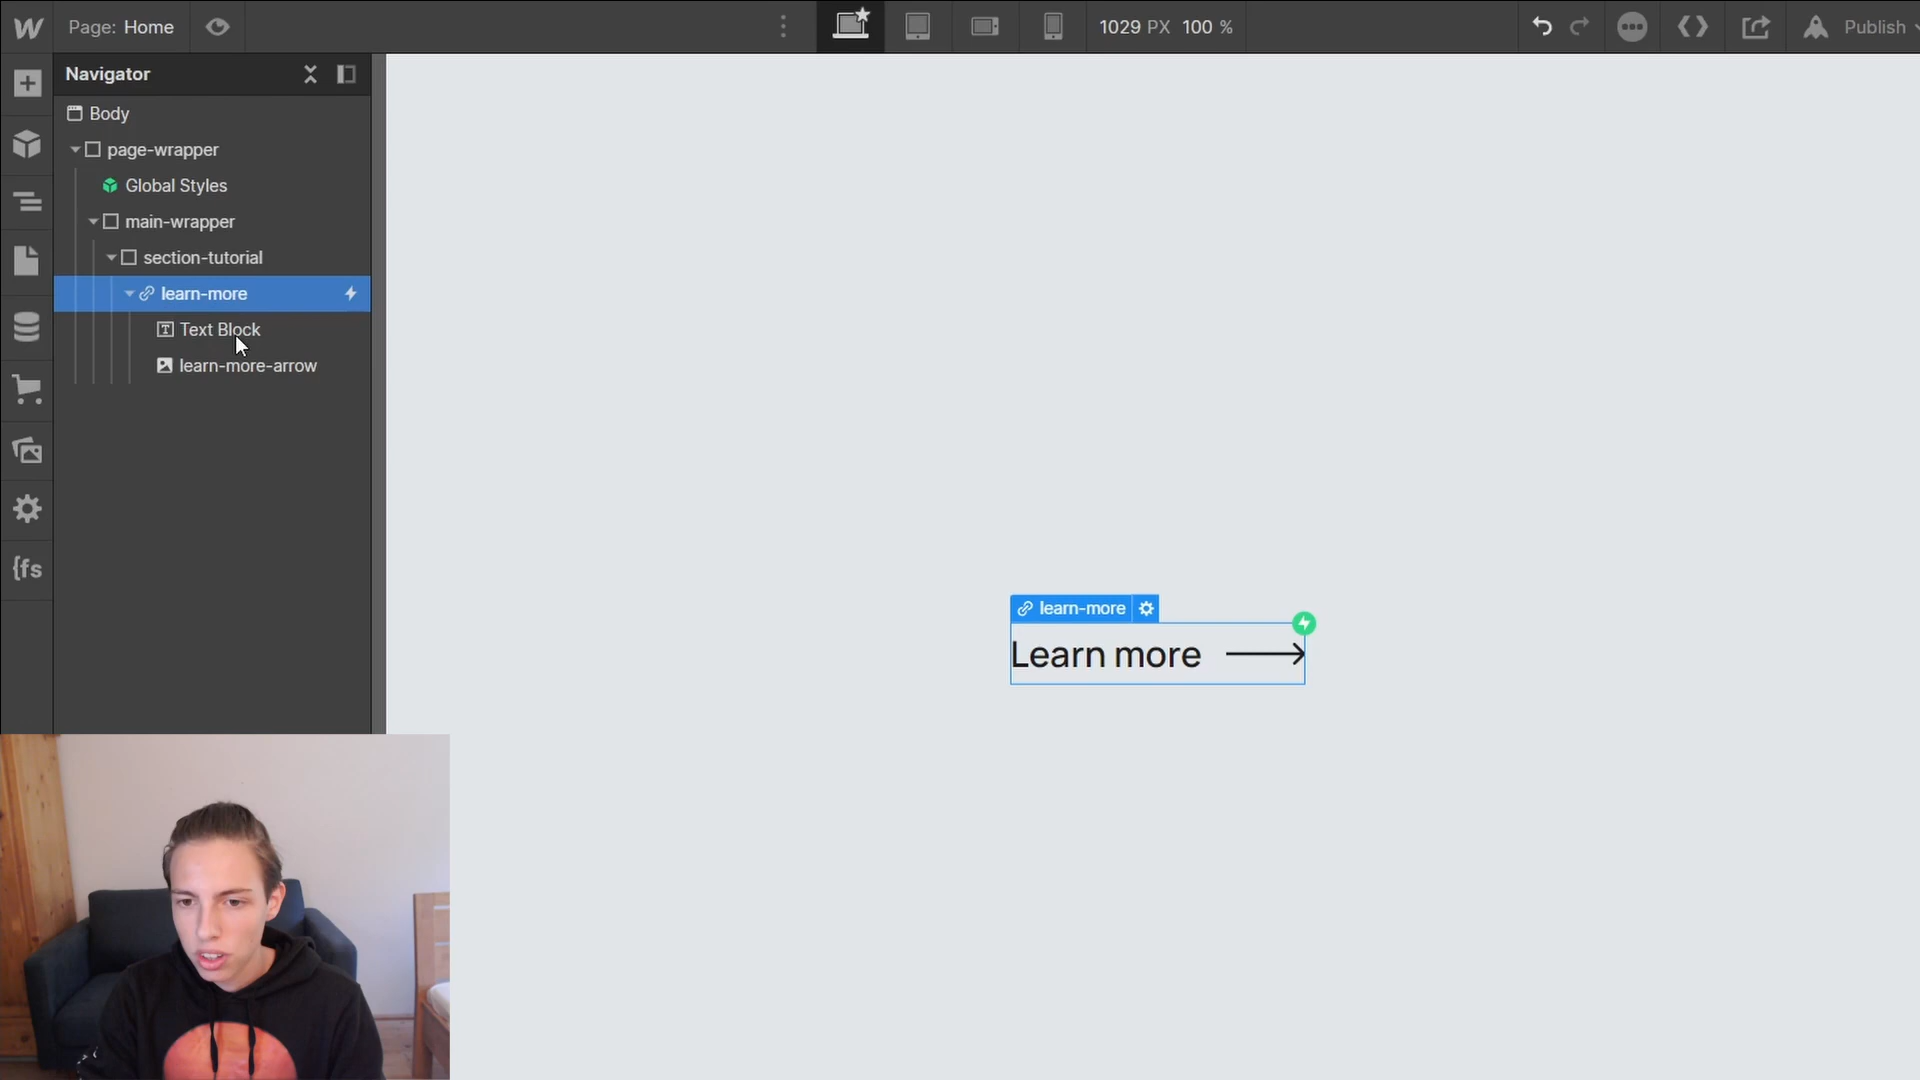 Page: Home
1029 PX 100 %
Publish
Navigator
Body
page-wrapper
Global Styles
main-wrapper
section-tutorial
learn-more
Text Block
learn-more-arrow
{fs
learn-more
Learn more